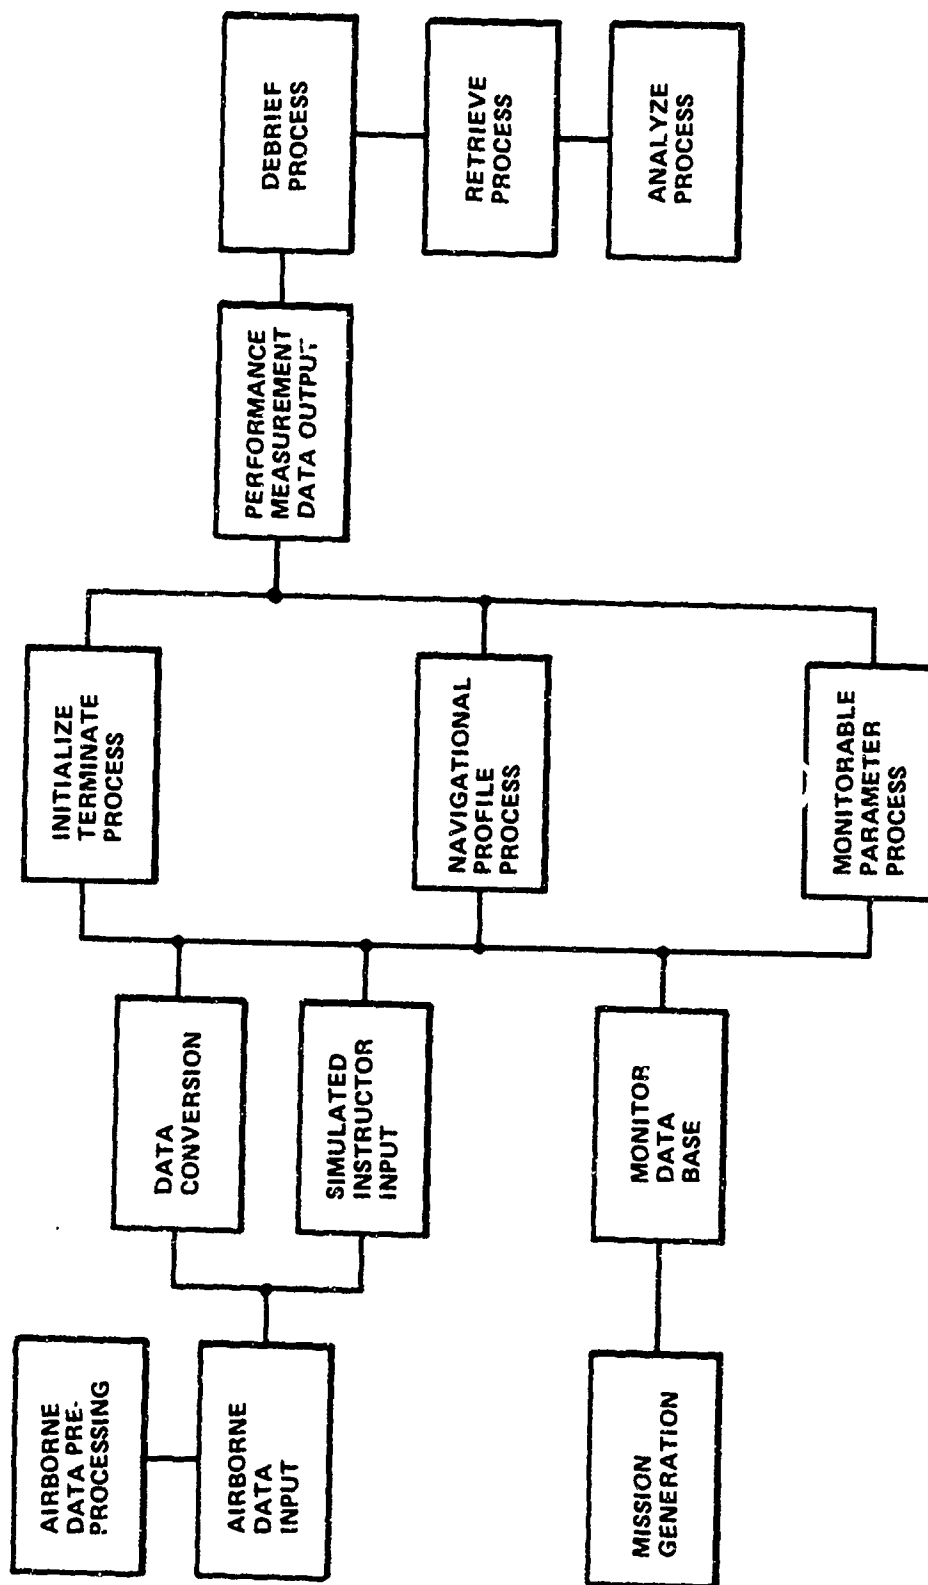 AIRBORNE
DATA PRE-
PROCESSING
AIRBORNE
DATA
INPUT
MISSION
GENERATION
DATA
CONVERSION
SIMULATED
INSTRUCTOR
INPUT
MONITOR
DATA
BASE
INITIALIZE
TERMINATE
PROCESS
NAVIGATIONAL
PROFILE
PROCESS
MONITORABLE
PARAMETER
PROCESS
PERFORMANCE
MEASUREMENT
DATA OUTPUT
DEBRIEF
PROCESS
RETRIEVE
PROCESS
ANALYZE
PROCESS